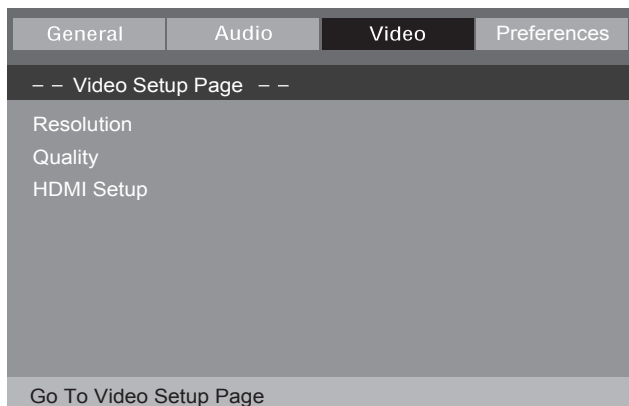 General Audio Video Preferences
– – Video Setup Page – –
Resolution
Quality
HDMI Setup
Go To Video Setup Page